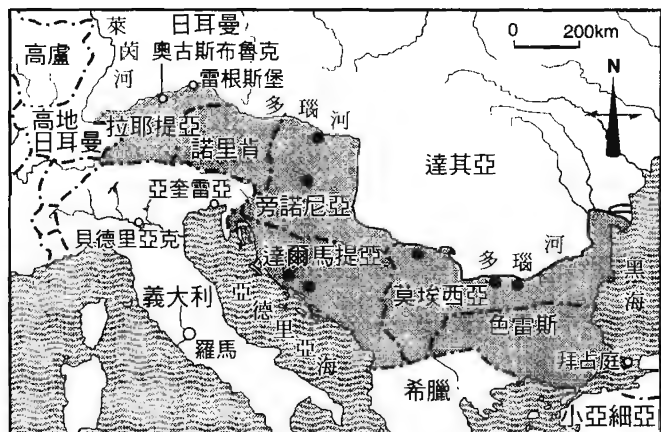 日耳曼
奧古斯布魯克
雷根斯堡
萊茵河
高盧
高地
日耳曼
拉耶提亞
諾里肯
多瑙河
0 200km
N
達其亞
亞奎雷亞
旁諾尼亞
貝德里亞克
達爾馬提亞
義大利
羅馬
亞德里亞海
莫埃西亞
多瑙河
黑海
色雷斯
拜占庭
希臘
小亞細亞